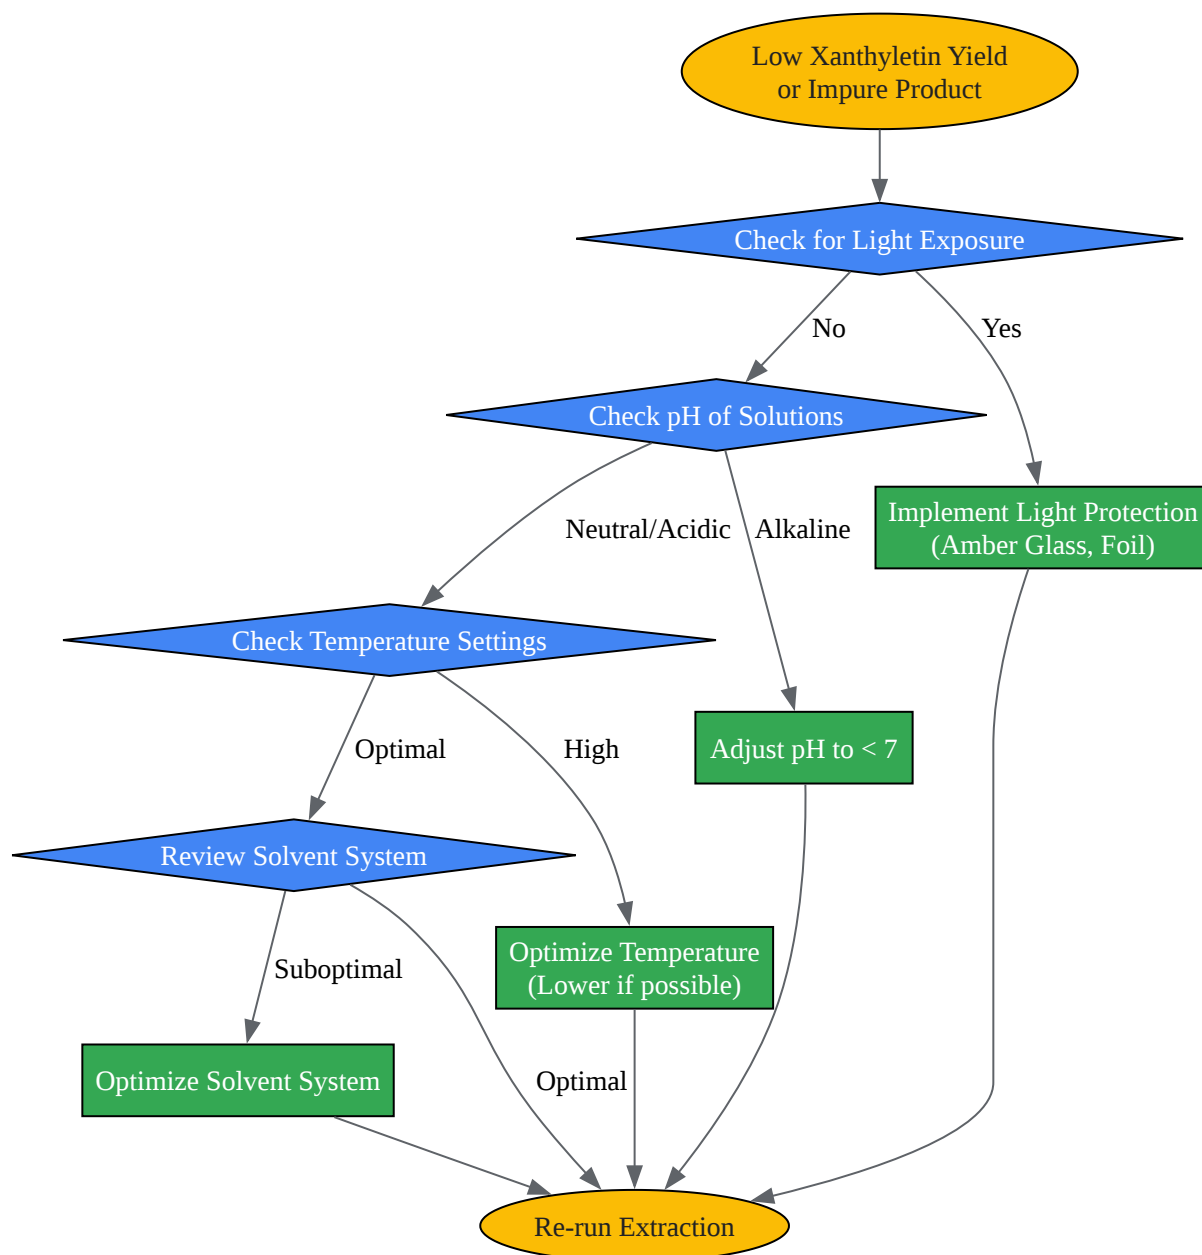 Low Xanthyletin Yield
or Impure Product
Check for Light Exposure
No
Yes
Check pH of Solutions
Implement Light Protection
(Amber Glass, Foil)
Neutral/Acidic
Alkaline
Check Temperature Settings
Optimal
High
Adjust pH to < 7
Review Solvent System
Optimize Temperature
(Lower if possible)
Suboptimal
Optimize Solvent System
Optimal
Re-run Extraction